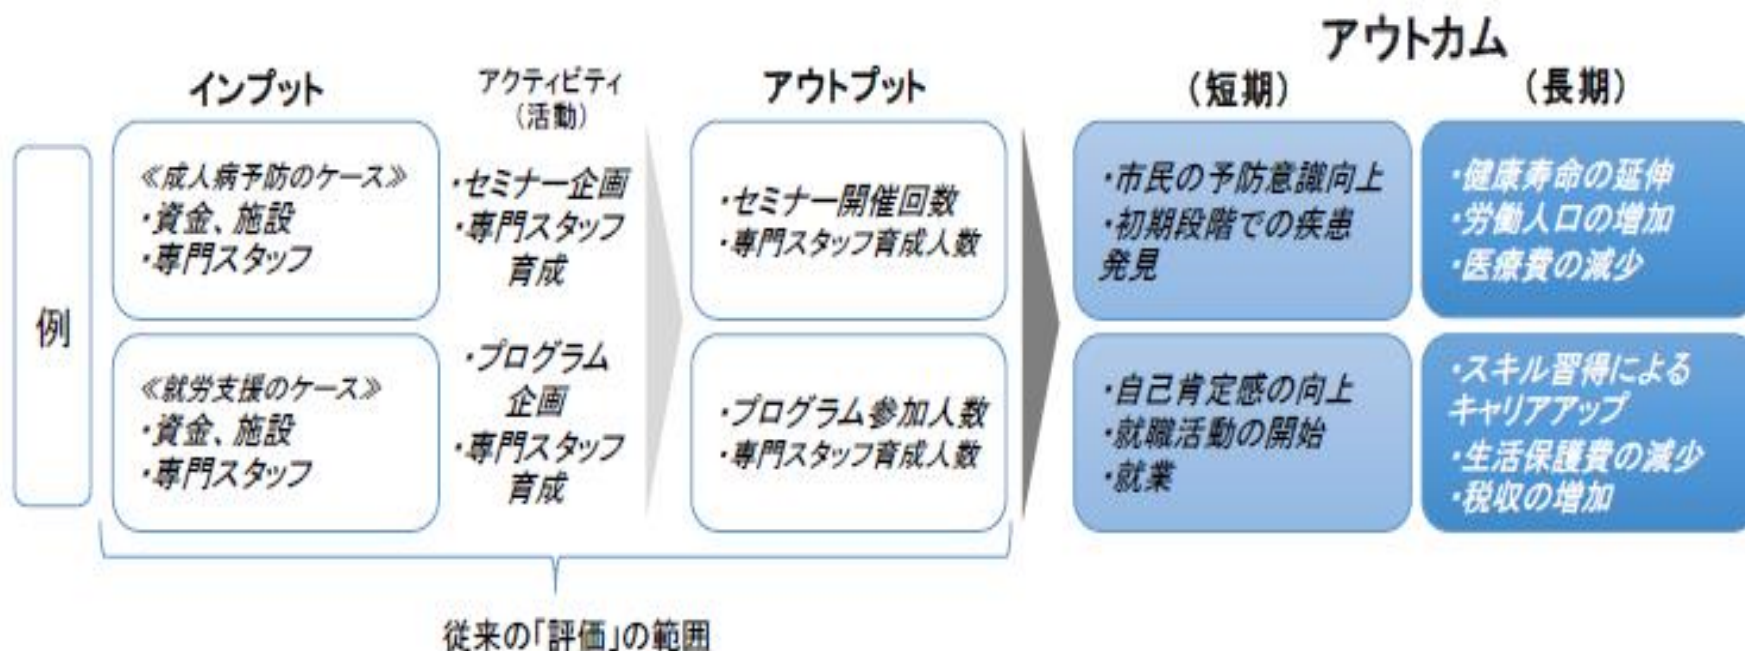 アウトカム
インプット
アクティビティ
（活動）
アウトプット
（短期）
（長期）
例
≪成人病予防のケース≫
・資金、施設
・専門スタッフ
・セミナー企画
・専門スタッフ
育成
・セミナー開催回数
・専門スタッフ育成人数
・市民の予防意識向上
・初期段階での疾患
発見
・健康寿命の延伸
・労働人口の増加
・医療費の減少
≪就労支援のケース≫
・資金、施設
・専門スタッフ
・プログラム
企画
・専門スタッフ
育成
・プログラム参加人数
・専門スタッフ育成人数
・自己肯定感の向上
・就職活動の開始
・就業
・スキル習得による
キャリアアップ
・生活保護費の減少
・税収の増加
従来の「評価」の範囲